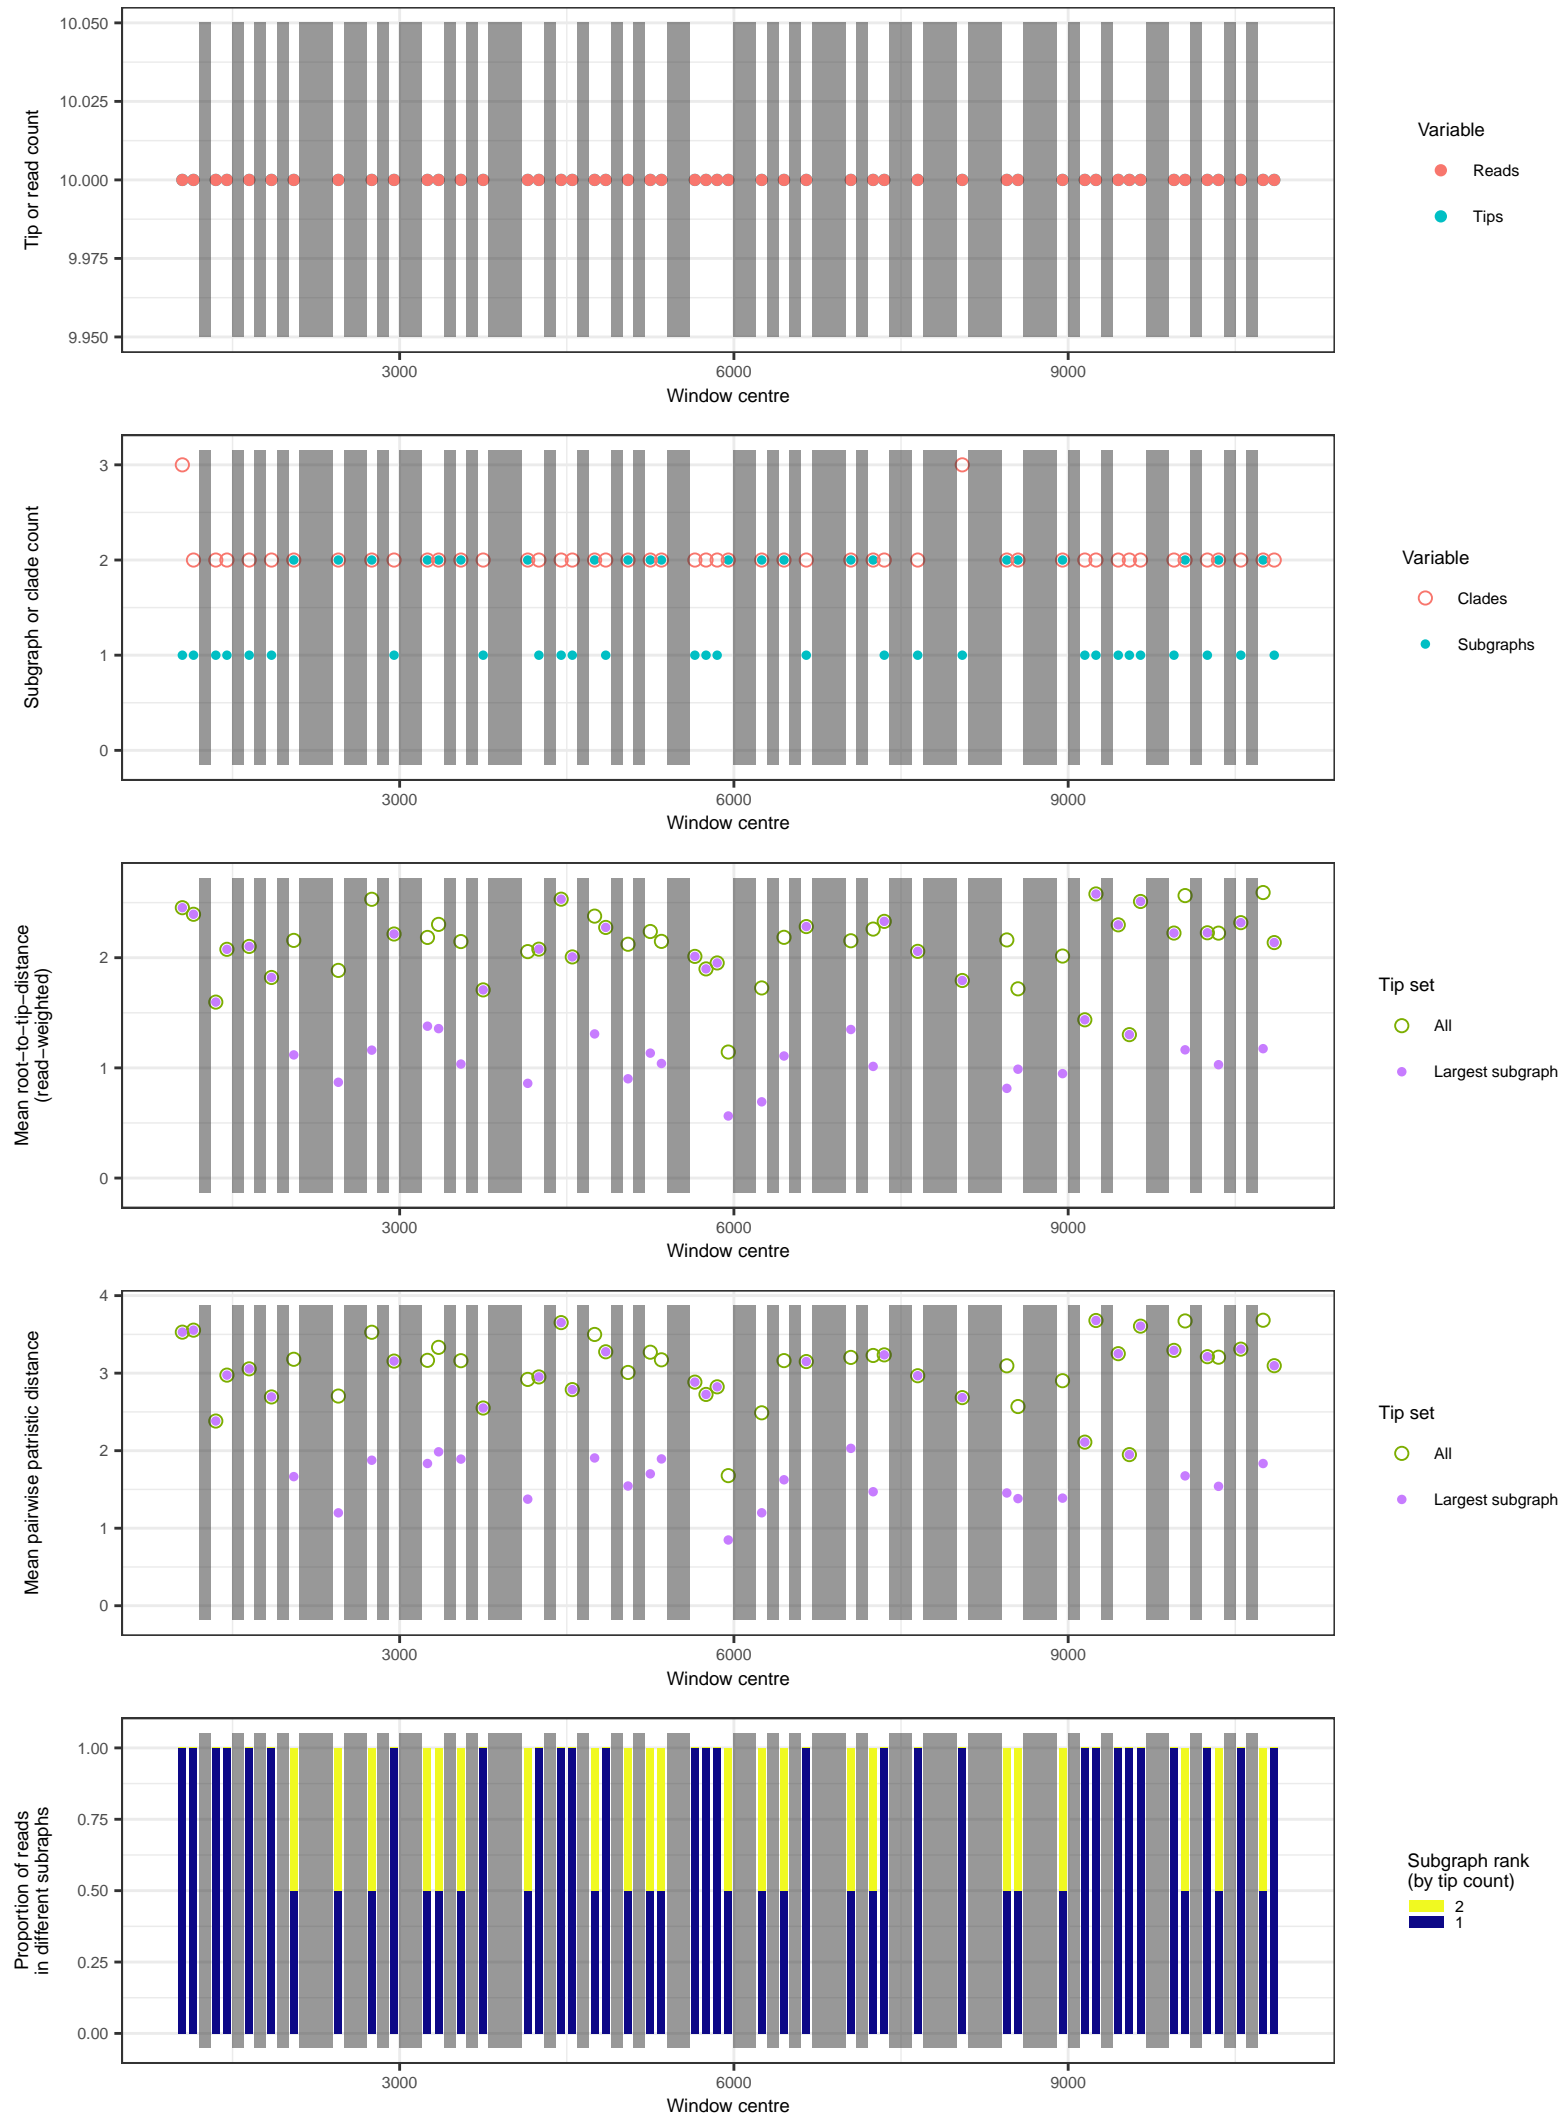 10.050
10.025
10.000
9.975
9.950
Tip or read count
3000 6000 9000
Window centre
Variable
Reads
Tips
3
2
1
0
Subgraph or clade count
3000 6000 9000
Window centre
Variable
Clades
Subgraphs
2
1
0
Mean root−to−tip−distance
(read−weighted)
3000 6000 9000
Window centre
Tip set
All
Largest subgraph
4
3
2
1
0
Mean pairwise patristic distance
3000 6000 9000
Window centre
Tip set
All
Largest subgraph
1.00
0.75
0.50
0.25
0.00
Proportion of reads
in different subraphs
3000 6000 9000
Window centre
Subgraph rank
(by tip count)
2
1